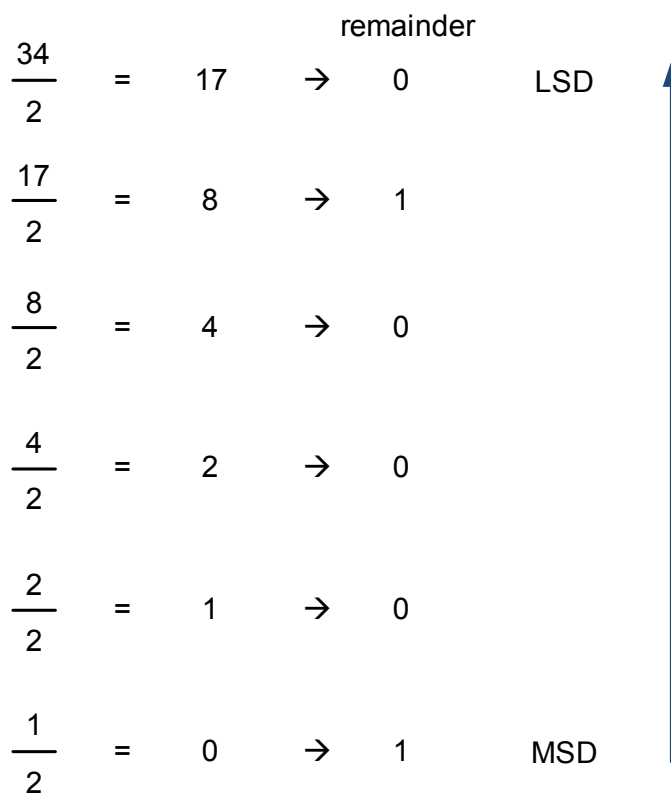 remainder
34
2
= 17 → 0 LSD
17
2
= 8 → 1
8
2
= 4 → 0
4
2
= 2 → 0
2
2
= 1 → 0
1
2
= 0 → 1 MSD